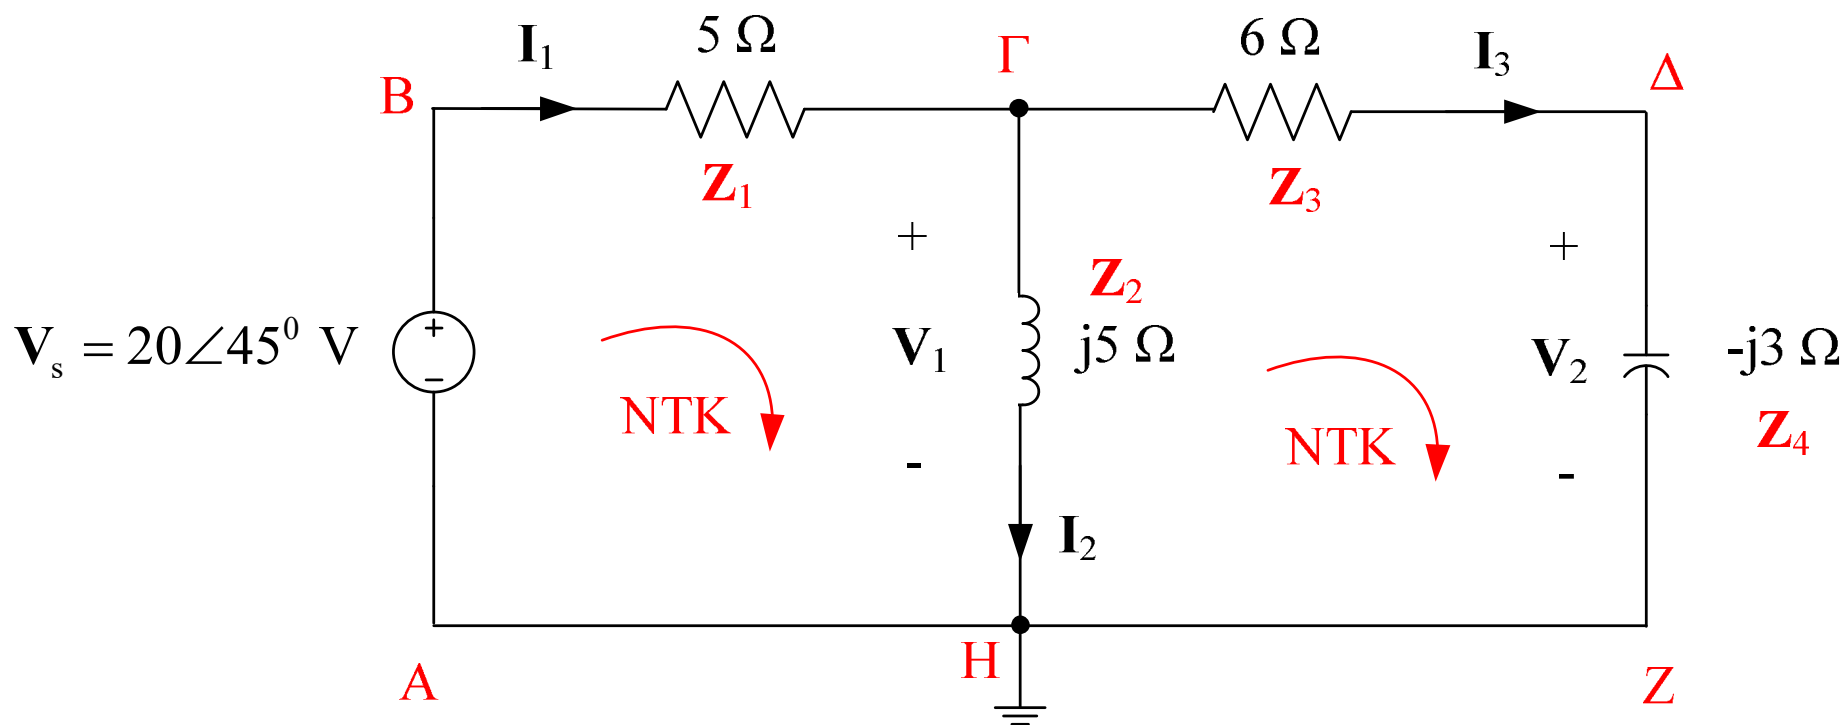 I₁
5 Ω
Γ
6 Ω
I₃
Δ
B
Z₁
Z₃
+
+
Z₂
V₁
j5 Ω
Vₛ = 20∠45⁰ V
+
−
V₂
-j3 Ω
NTK
NTK
Z₄
-
-
I₂
A
H
Z